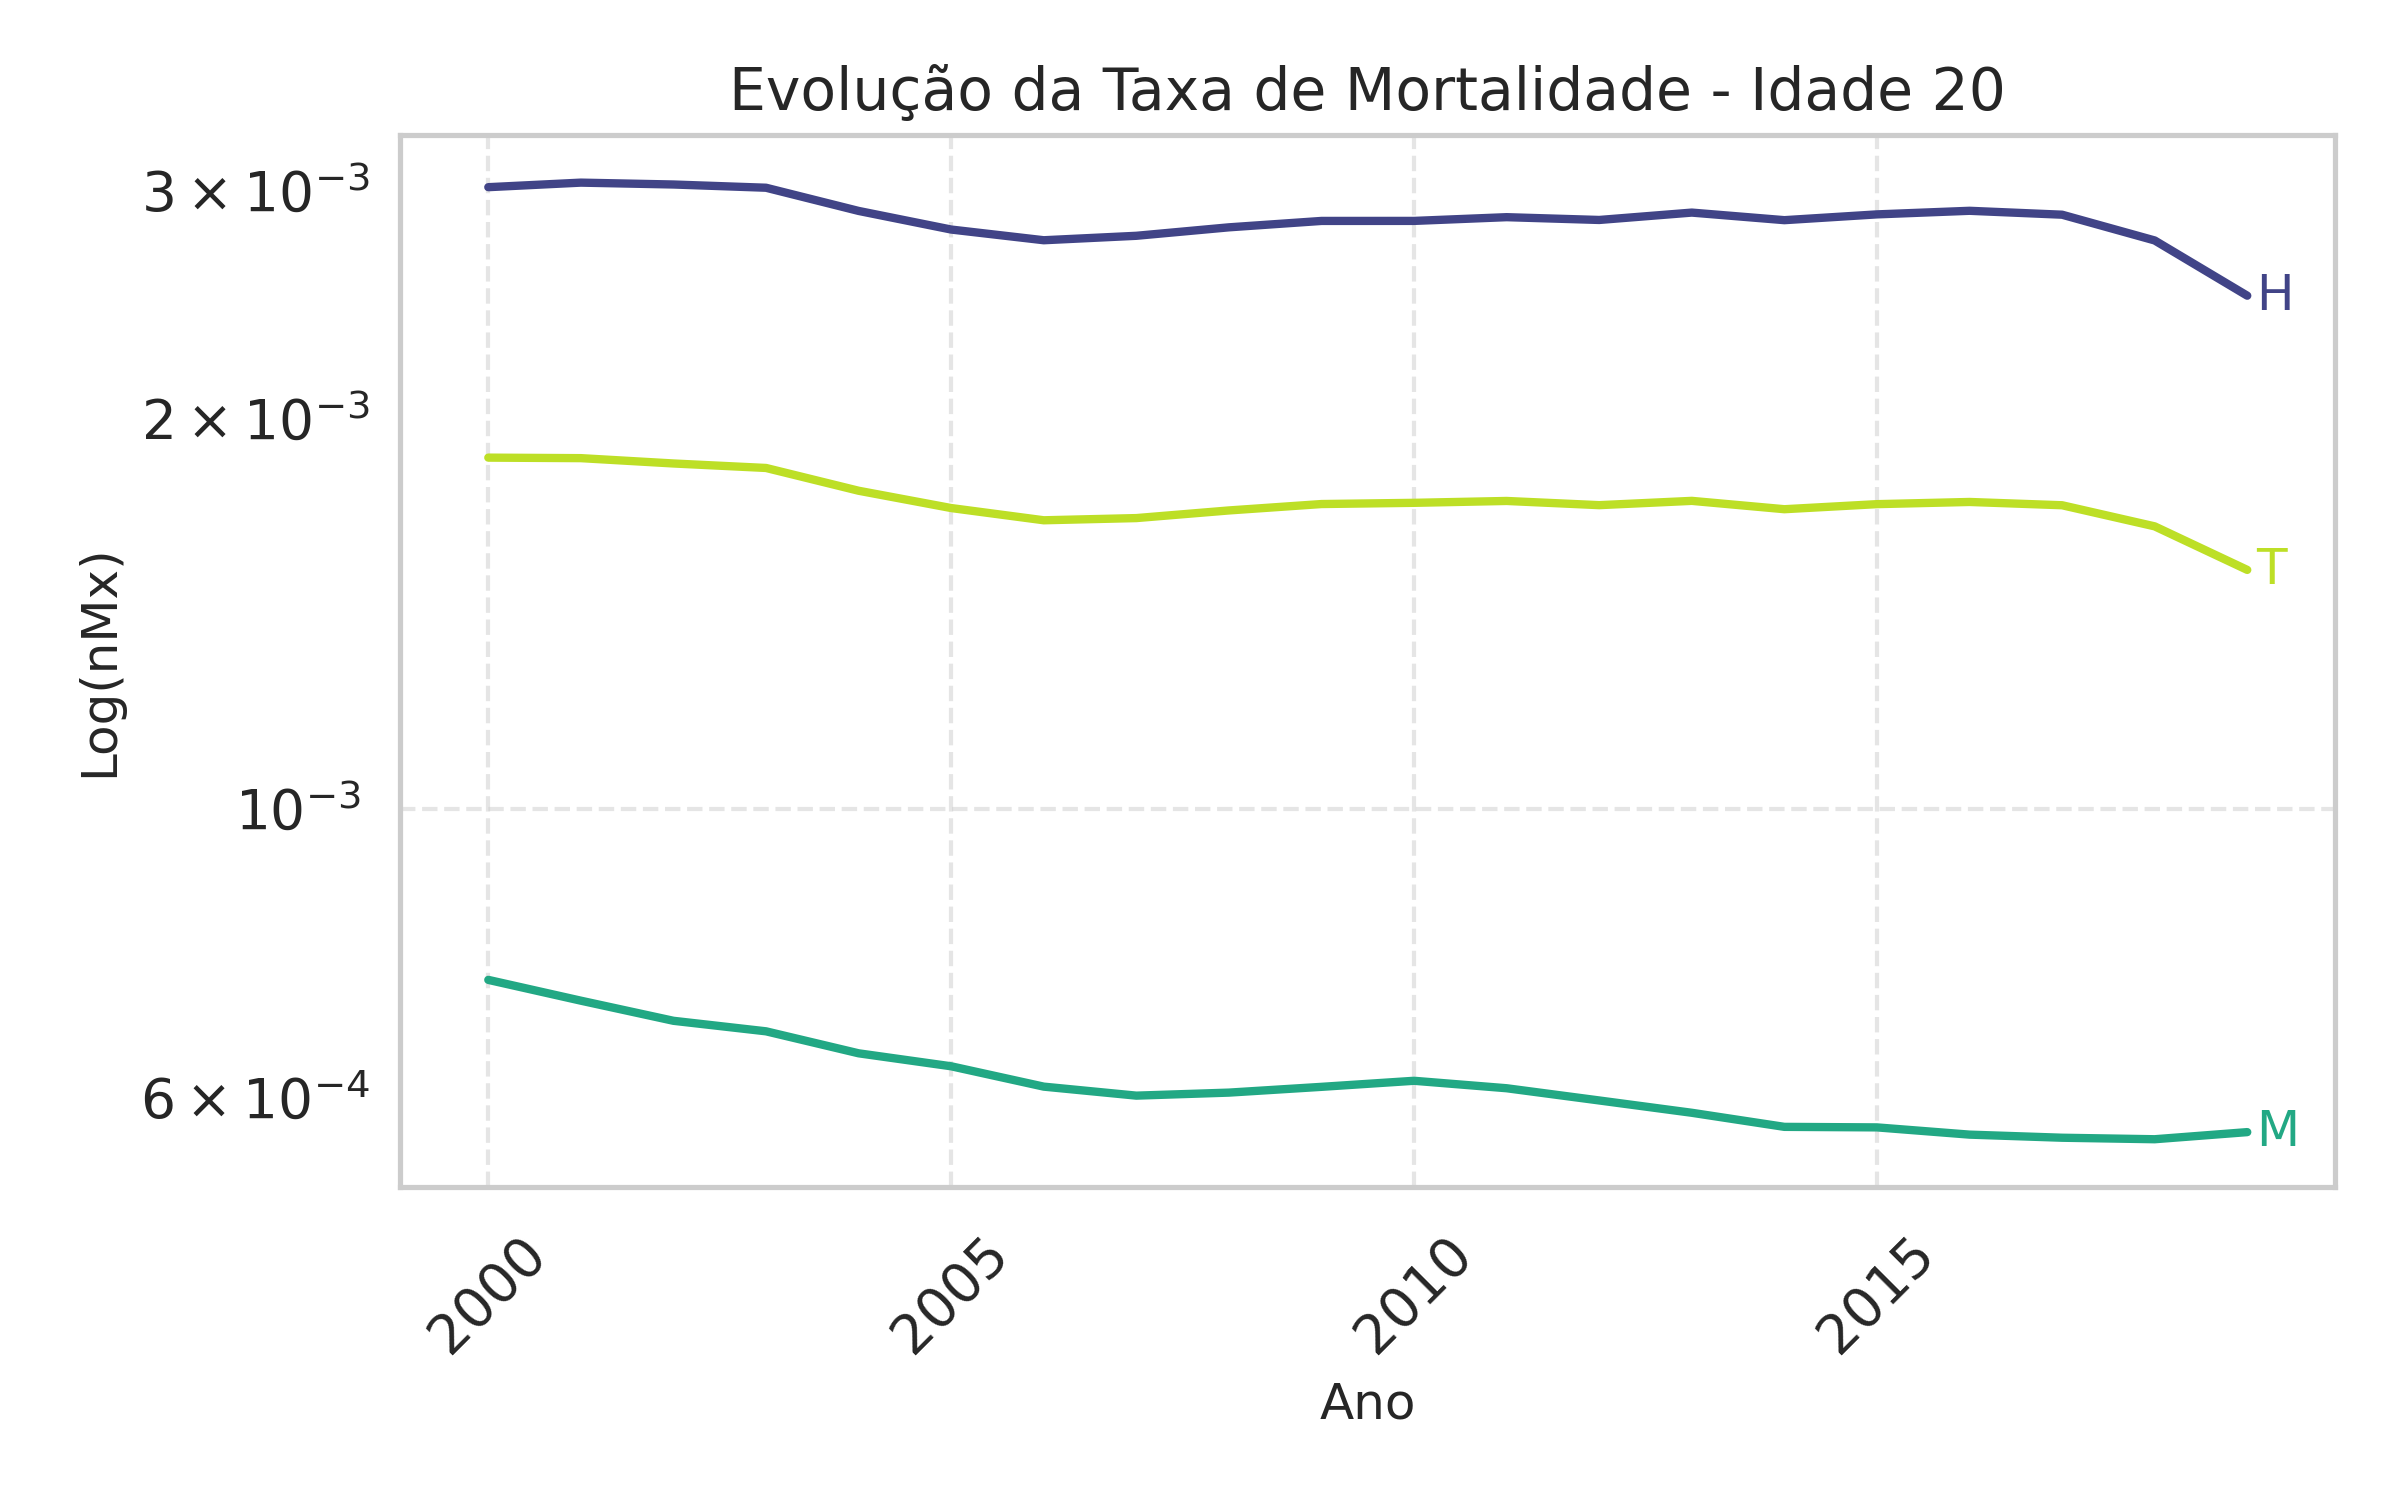 Evolução da Taxa de Mortalidade - Idade 20
3 × 10⁻³
2 × 10⁻³
10⁻³
6 × 10⁻⁴
Log(nMx)
H
T
M
2000
2005
2010
2015
Ano